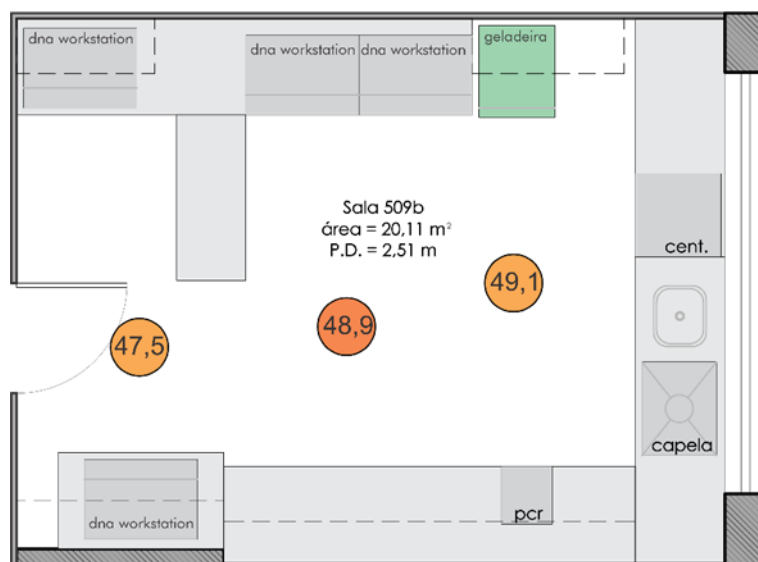 dna workstation
dna workstation
dna workstation
geladeira
Sala 509b
área = 20,11 m²
P.D. = 2,51 m
cent.
49,1
48,9
47,5
capela
pcr
dna workstation